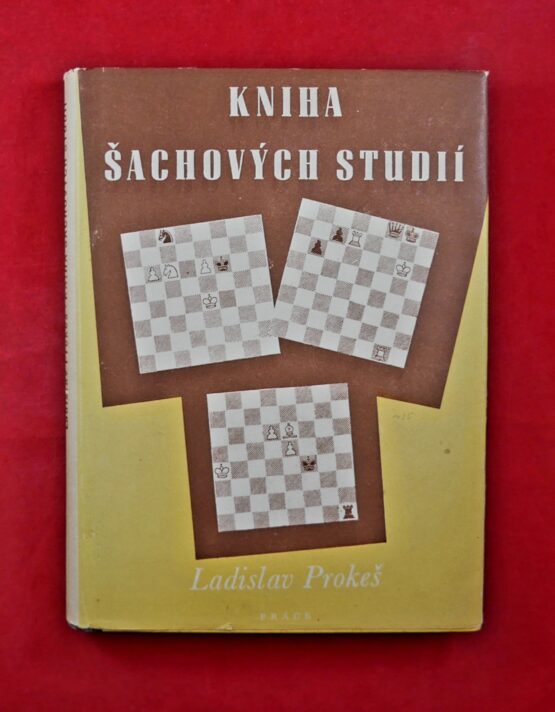 KNIHA
ŠACHOVÝCH STUDIÍ
Ladislav Prokeš
PRÁCE